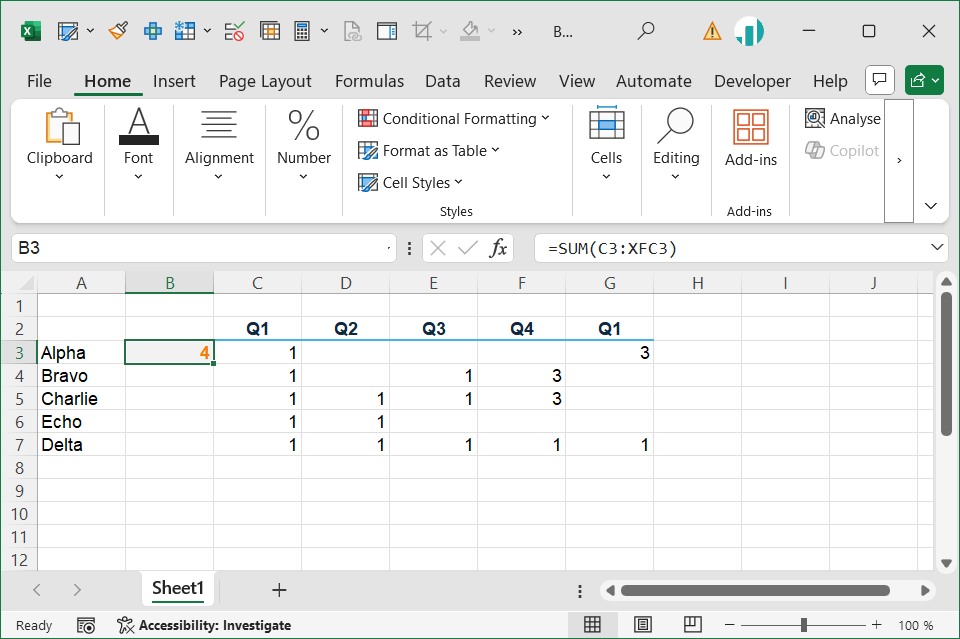 B...
File Home Insert Page Layout Formulas Data Review View Automate Developer Help
Clipboard
Font
Alignment
Number
Conditional Formatting
Format as Table
Cell Styles
Styles
Cells
Editing
Add-ins
Add-ins
Analyse
Copilot
B3 fx =SUM(C3:XFC3)
A B C D E F G H I J
1
2 Q1 Q2 Q3 Q4 Q1
3 Alpha 4 1 3
4 Bravo 1 1 3
5 Charlie 1 1 1 3
6 Echo 1 1
7 Delta 1 1 1 1 1
8
9
10
11
12
Sheet1
Ready Accessibility: Investigate 100 %